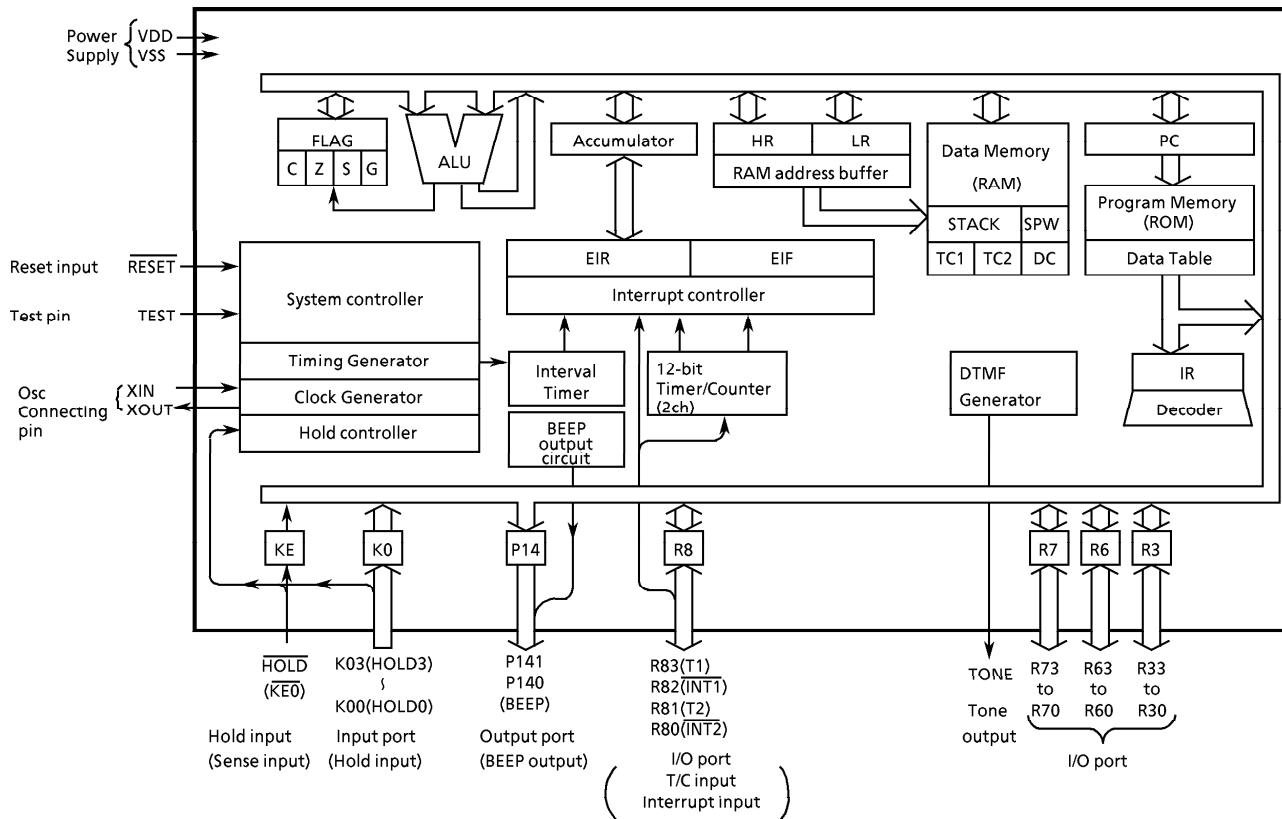 Power
Supply
VDD
VSS
FLAG
C Z S G
ALU
Accumulator
HR LR
RAM address buffer
Data Memory
(RAM)
STACK SPW
TC1 TC2 DC
PC
Program Memory
(ROM)
Data Table
IR
Decoder
Reset input RESET
Test pin TEST
Osc
Connecting
pin
XIN
XOUT
System controller
Timing Generator
Clock Generator
Hold controller
EIR EIF
Interrupt controller
Interval
Timer
12-bit
Timer/Counter
(2ch)
BEEP
output
circuit
DTMF
Generator
KE K0 P14 R8 R7 R6 R3
HOLD
(KE0)
Hold input
(Sense input)
K03(HOLD3)
~
K00(HOLD0)
Input port
(Hold input)
P141
P140
(BEEP)
Output port
(BEEP output)
R83(T1)
R82(INT1)
R81(T2)
R80(INT2)
I/O port
T/C input
Interrupt input
TONE
Tone
output
R73
to
R70
R63
to
R60
R33
to
R30
I/O port